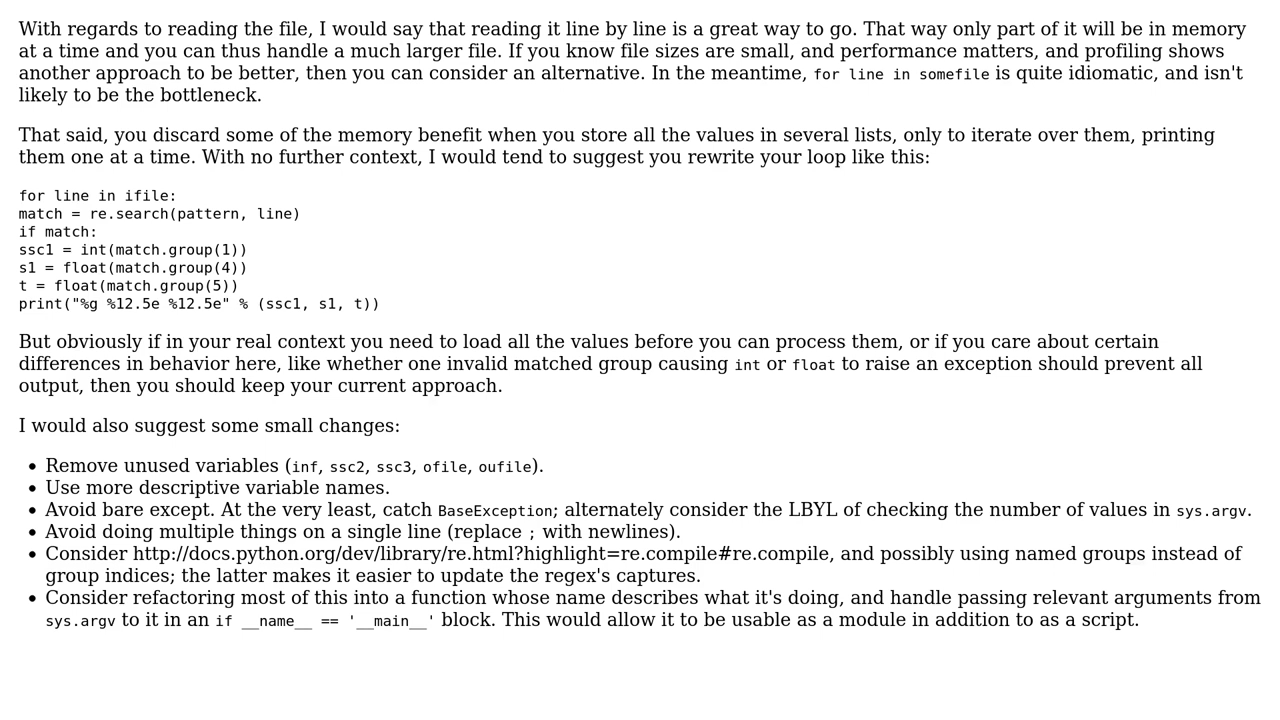 With regards to reading the file, I would say that reading it line by line is a great way to go. That way only part of it will be in memory
at a time and you can thus handle a much larger file. If you know file sizes are small, and performance matters, and profiling shows
another approach to be better, then you can consider an alternative. In the meantime, for line in somefile is quite idiomatic, and isn't
likely to be the bottleneck.
That said, you discard some of the memory benefit when you store all the values in several lists, only to iterate over them, printing
them one at a time. With no further context, I would tend to suggest you rewrite your loop like this:
for line in ifile:
match = re.search(pattern, line)
if match:
ssc1 = int(match.group(1))
s1 = float(match.group(4))
t = float(match.group(5))
print("%g %12.5e %12.5e" % (ssc1, s1, t))
But obviously if in your real context you need to load all the values before you can process them, or if you care about certain
differences in behavior here, like whether one invalid matched group causing int or float to raise an exception should prevent all
output, then you should keep your current approach.
I would also suggest some small changes:
• Remove unused variables (inf, ssc2, ssc3, ofile, oufile).
• Use more descriptive variable names.
• Avoid bare except. At the very least, catch BaseException; alternately consider the LBYL of checking the number of values in sys.argv.
• Avoid doing multiple things on a single line (replace ; with newlines).
• Consider http://docs.python.org/dev/library/re.html?highlight=re.compile#re.compile, and possibly using named groups instead of
group indices; the latter makes it easier to update the regex's captures.
• Consider refactoring most of this into a function whose name describes what it's doing, and handle passing relevant arguments from
sys.argv to it in an if __name__ == '__main__' block. This would allow it to be usable as a module in addition to as a script.